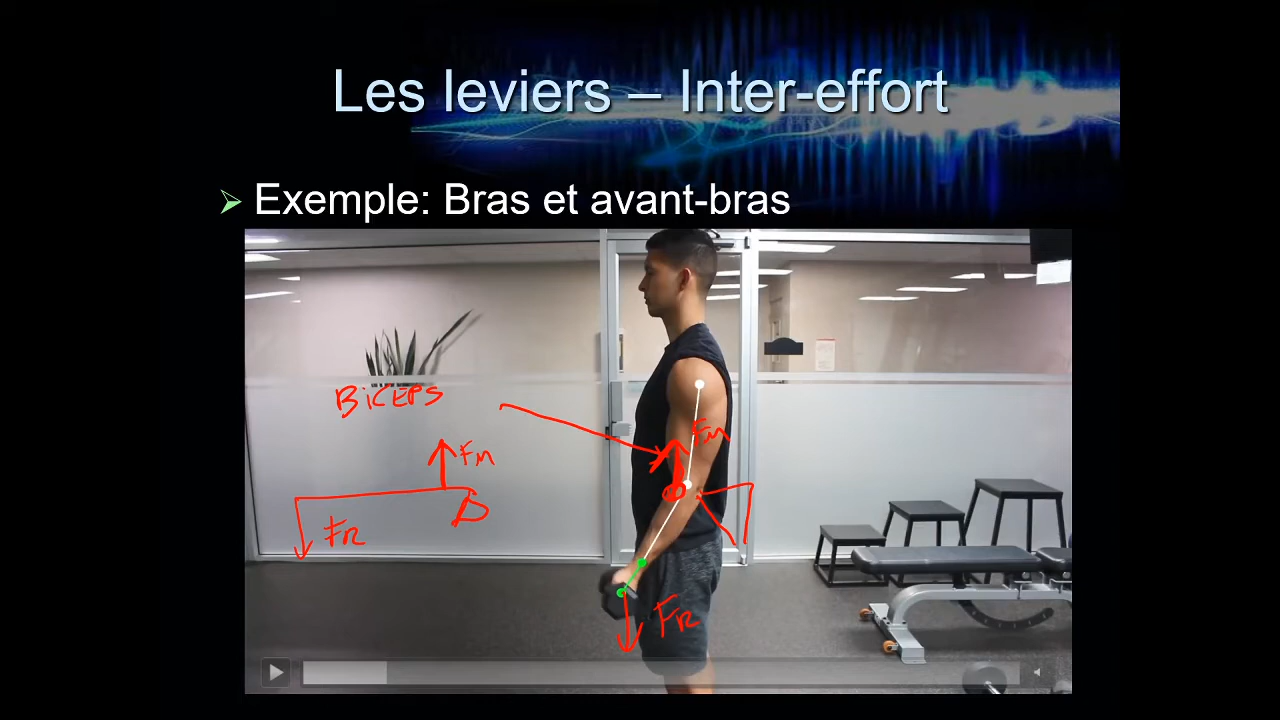 Les leviers – Inter-effort
Exemple: Bras et avant-bras
BiCEPS
FM
FM
FR
FR